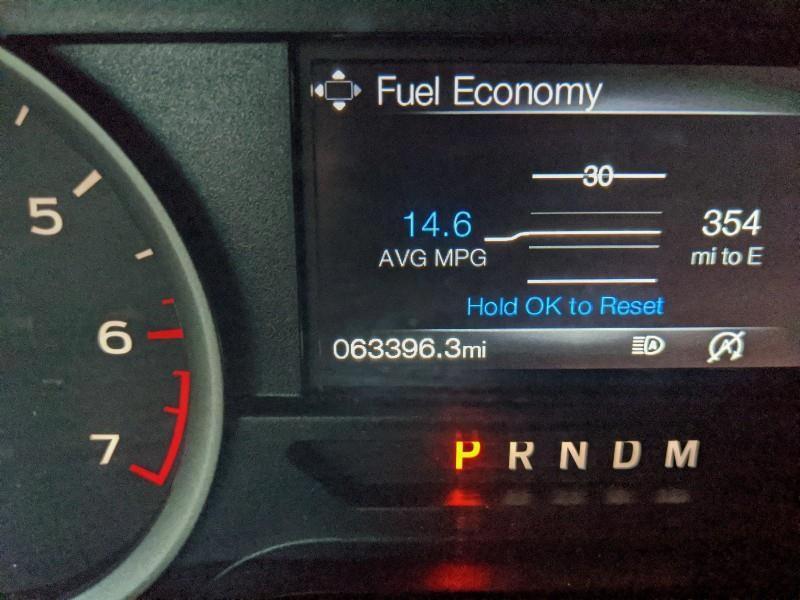 Fuel Economy
30
14.6
354
AVG MPG
mi to E
Hold OK to Reset
063396.3mi
A
A
5
6
7
P R N D M